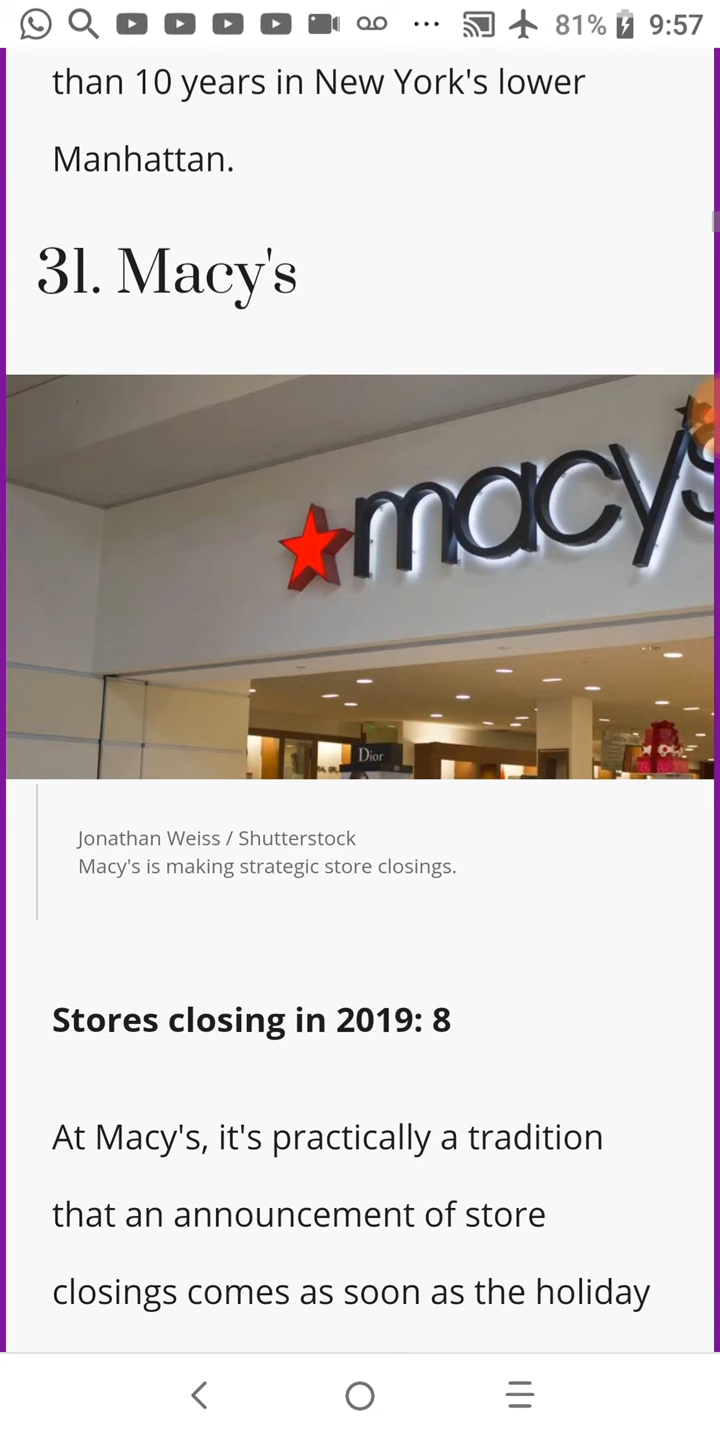 81% 9:57
than 10 years in New York's lower
Manhattan.
31. Macy's
macy's
Dior
Jonathan Weiss / Shutterstock
Macy's is making strategic store closings.
Stores closing in 2019: 8
At Macy's, it's practically a tradition
that an announcement of store
closings comes as soon as the holiday